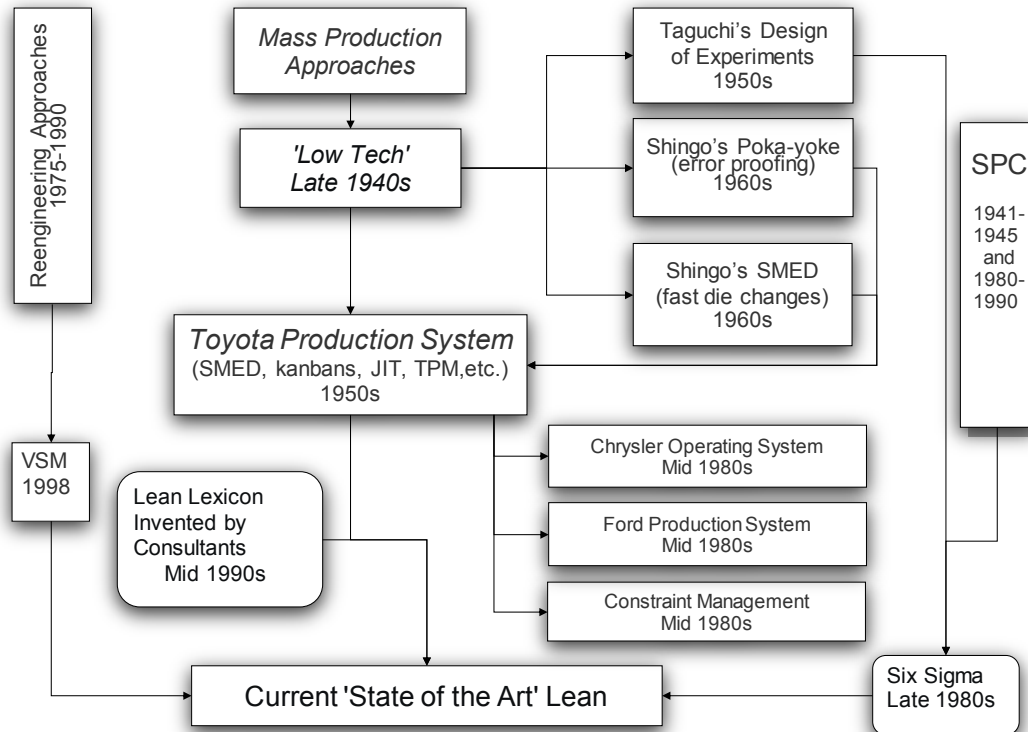 Reengineering Approaches
1975-1990
Mass Production
Approaches
'Low Tech'
Late 1940s
Taguchi's Design
of Experiments
1950s
Shingo's Poka-yoke
(error proofing)
1960s
Shingo's SMED
(fast die changes)
1960s
SPC
1941-
1945
and
1980-
1990
Toyota Production System
(SMED, kanbans, JIT, TPM,etc.)
1950s
VSM
1998
Lean Lexicon
Invented by
Consultants
Mid 1990s
Chrysler Operating System
Mid 1980s
Ford Production System
Mid 1980s
Constraint Management
Mid 1980s
Current 'State of the Art' Lean
Six Sigma
Late 1980s